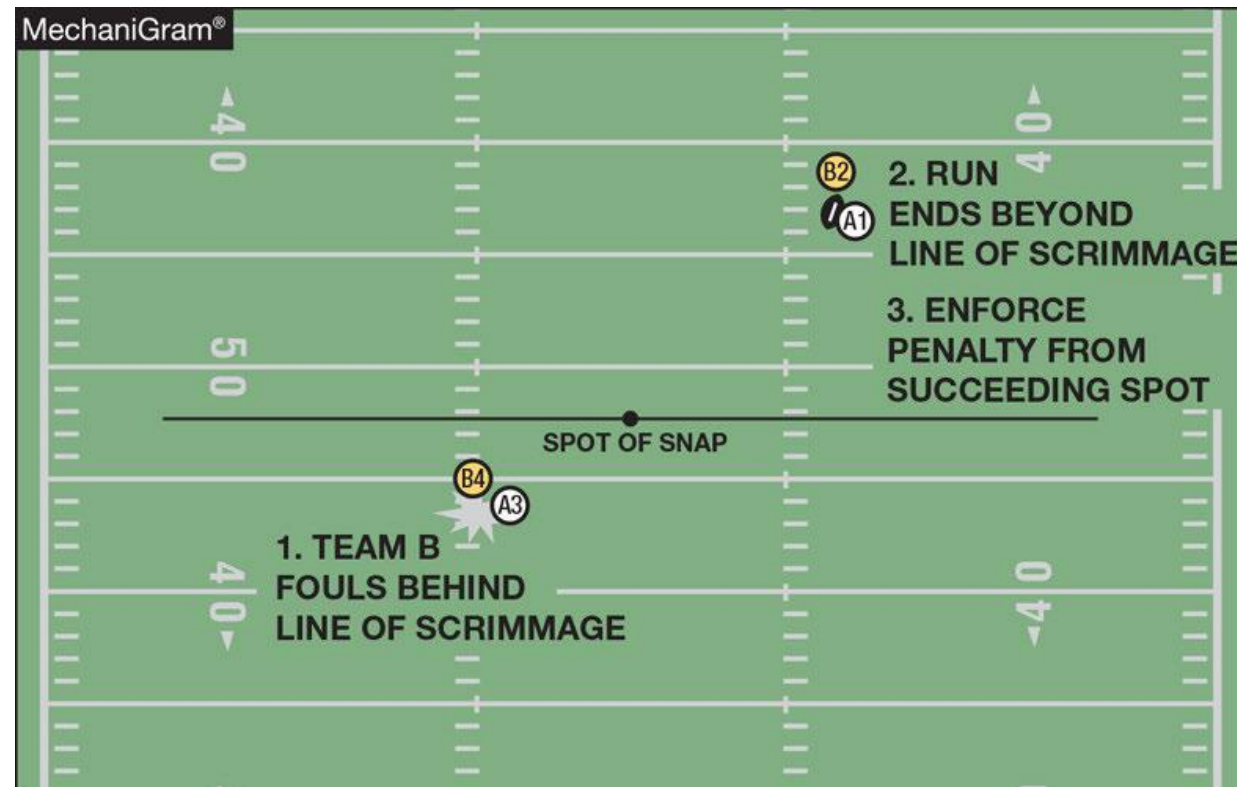 MechaniGram®
40
40
2. RUN
ENDS BEYOND
LINE OF SCRIMMAGE
3. ENFORCE
PENALTY FROM
SUCCEEDING SPOT
50
SPOT OF SNAP
1. TEAM B
FOULS BEHIND
LINE OF SCRIMMAGE
40
40
B2
A1
B4
A3